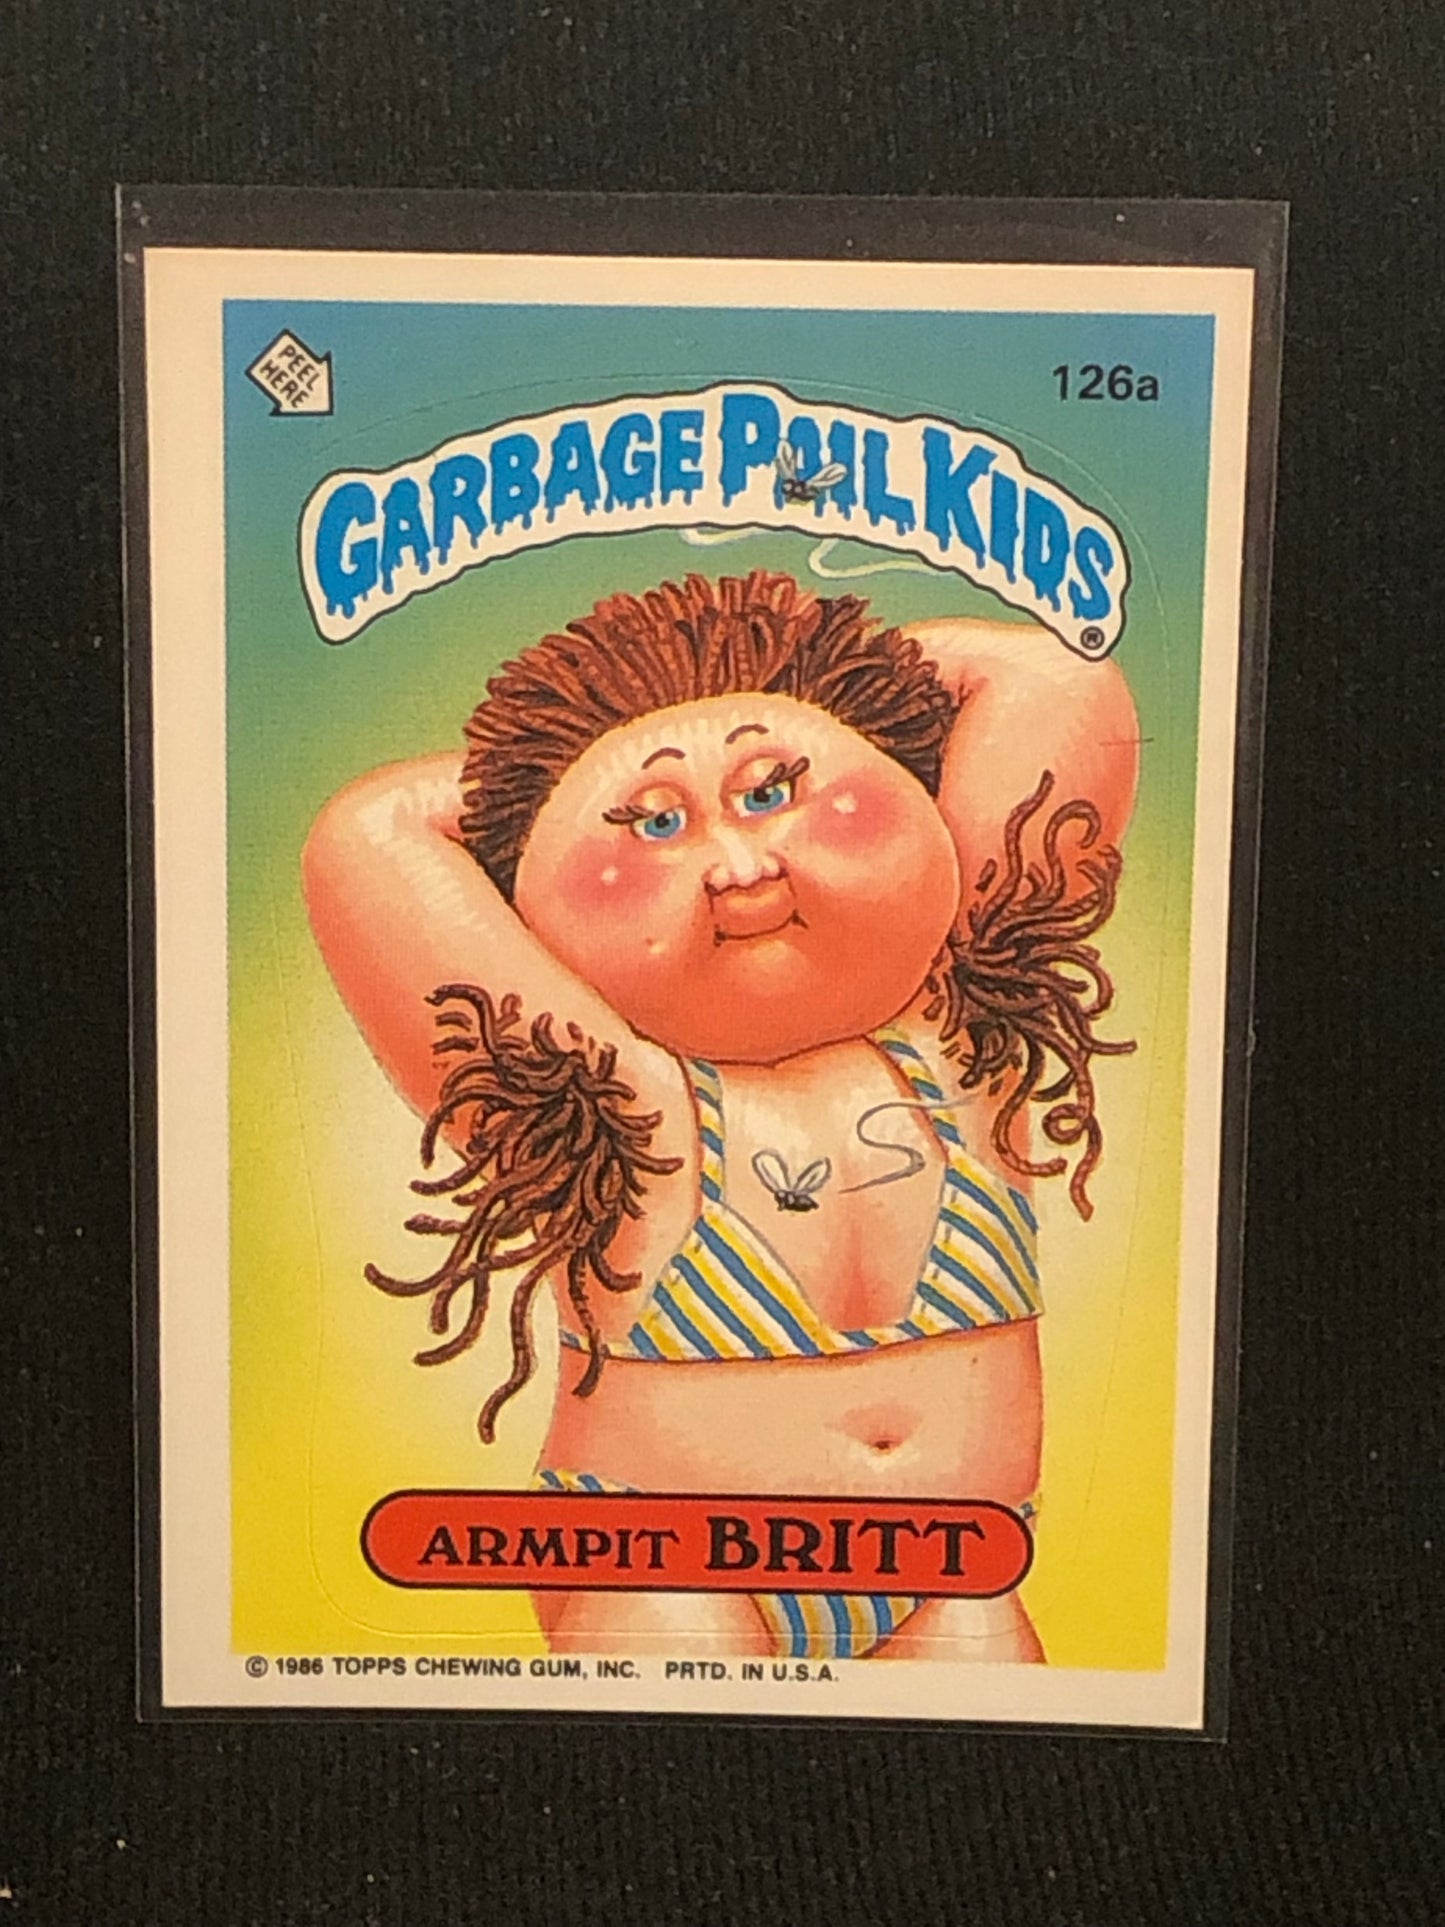 PEEL
HERE
126a
GARBAGE PAIL KIDS®
ARMPIT BRITT
© 1986 TOPPS CHEWING GUM, INC. PRTD. IN U.S.A.